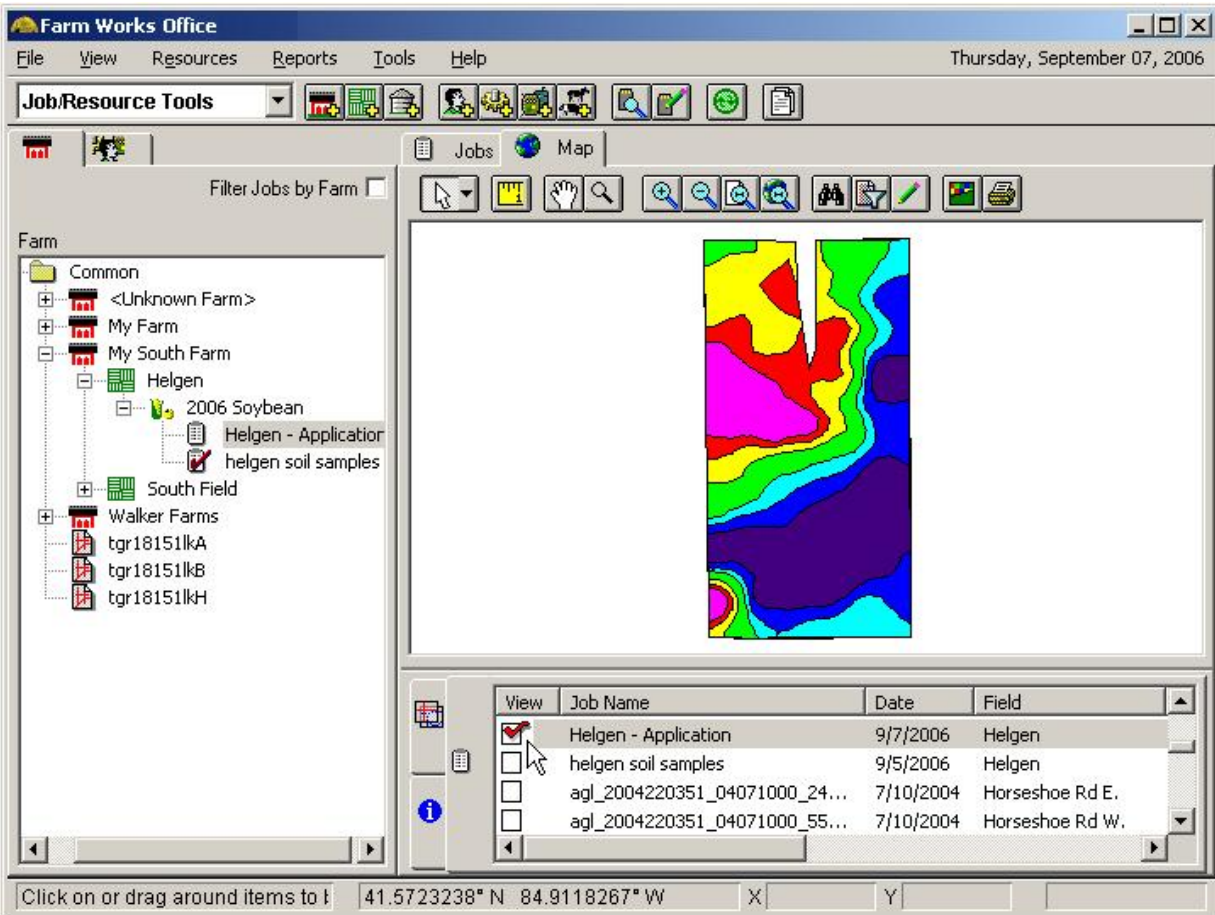 Farm Works Office
File View Resources Reports Tools Help Thursday, September 07, 2006
Job/Resource Tools
Jobs Map
Filter Jobs by Farm
Farm
Common
<Unknown Farm>
My Farm
My South Farm
Helgen
2006 Soybean
Helgen - Application
helgen soil samples
South Field
Walker Farms
tgr18151lkA
tgr18151lkB
tgr18151lkH
View Job Name Date Field
Helgen - Application 9/7/2006 Helgen
helgen soil samples 9/5/2006 Helgen
agl_2004220351_04071000_24... 7/10/2004 Horseshoe Rd E.
agl_2004220351_04071000_55... 7/10/2004 Horseshoe Rd W.
Click on or drag around items to 41.5723238° N 84.9118267° W X Y